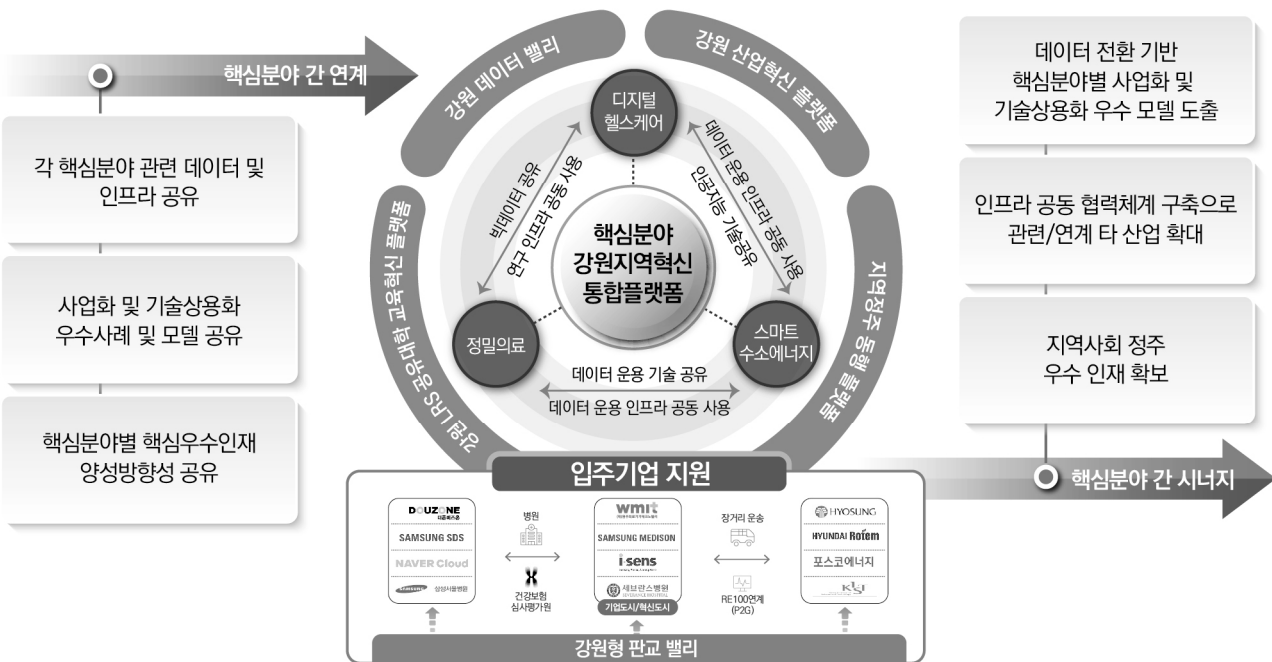 핵심분야 간 연계
각 핵심분야 관련 데이터 및
인프라 공유
사업화 및 기술상용화
우수사례 및 모델 공유
핵심분야별 핵심우수인재
양성방향성 공유
강원 데이터 밸리
강원 산업혁신 플랫폼
강원 LRS 공유대학 교육혁신 플랫폼
지역정주 동행 플랫폼
디지털
헬스케어
빅데이터 공유
연구 인프라 공동 사용
데이터 운용 인프라 공동 사용
인공지능 기술공유
핵심분야
강원지역혁신
통합플랫폼
정밀의료
스마트
수소에너지
데이터 운용 기술 공유
데이터 운용 인프라 공동 사용
데이터 전환 기반
핵심분야별 사업화 및
기술상용화 우수 모델 도출
인프라 공동 협력체계 구축으로
관련/연계 타 산업 확대
지역사회 정주
우수 인재 확보
핵심분야 간 시너지
입주기업 지원
DOUZONE
더존비즈온
SAMSUNG SDS
NAVER Cloud
SAMSUNG 삼성서울병원
병원
건강보험
심사평가원
wmit
SAMSUNG MEDISON
i-sens
세브란스병원
SEVERANCE HOSPITAL
기업도시/혁신도시
장거리 운송
RE100연계
(P2G)
HYOSUNG
HYUNDAI Rotem
포스코에너지
강원형 판교 밸리